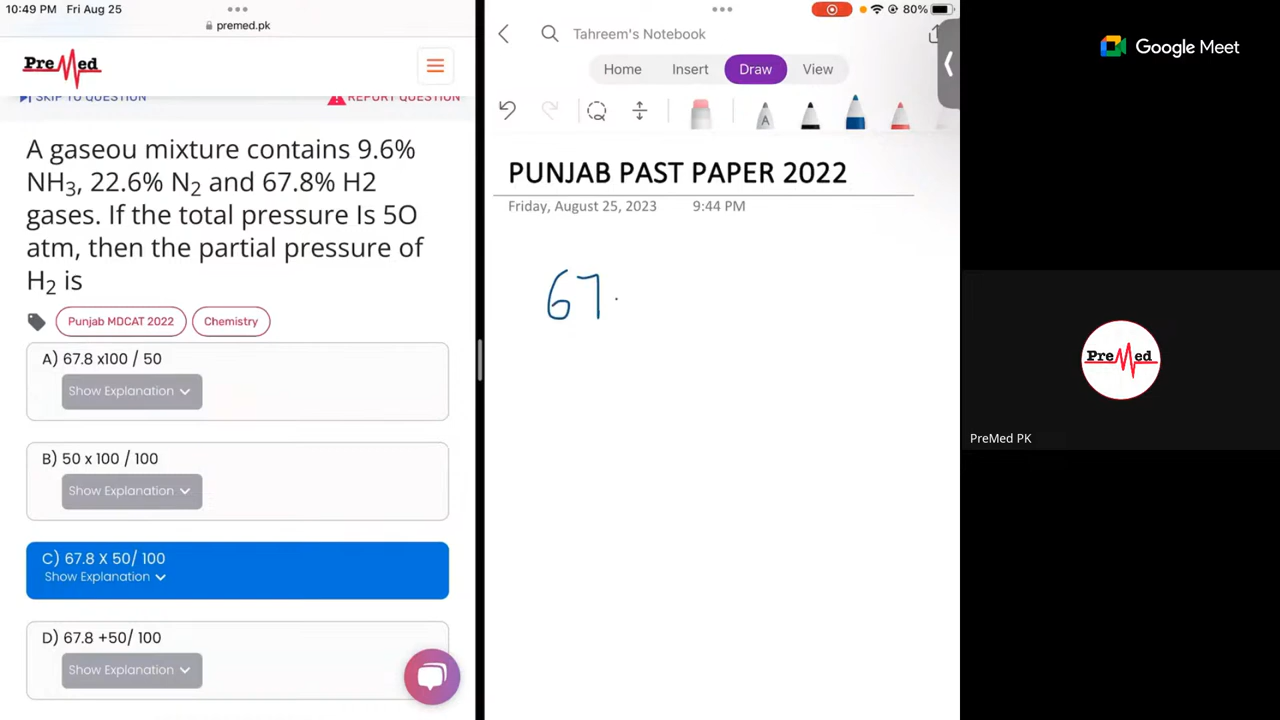 10:49 PM Fri Aug 25
premed.pk
80%
PreMed
SKIP TO QUESTION
REPORT QUESTION
A gaseou mixture contains 9.6%
NH3, 22.6% N2 and 67.8% H2
gases. If the total pressure Is 5O
atm, then the partial pressure of
H2 is
Punjab MDCAT 2022
Chemistry
A) 67.8 x100 / 50
Show Explanation
B) 50 x 100 / 100
Show Explanation
C) 67.8 X 50/ 100
Show Explanation
D) 67.8 +50/ 100
Show Explanation
Tahreem's Notebook
Home Insert Draw View
A
PUNJAB PAST PAPER 2022
Friday, August 25, 2023 9:44 PM
67.
Google Meet
PreMed
PreMed PK